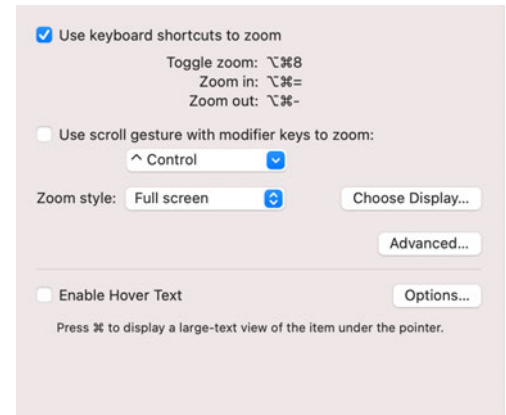 Use keyboard shortcuts to zoom
Toggle zoom: ⌥⌘8
Zoom in: ⌥⌘=
Zoom out: ⌥⌘-
Use scroll gesture with modifier keys to zoom:
^ Control
Zoom style: Full screen Choose Display...
Advanced...
Enable Hover Text Options...
Press ⌘ to display a large-text view of the item under the pointer.